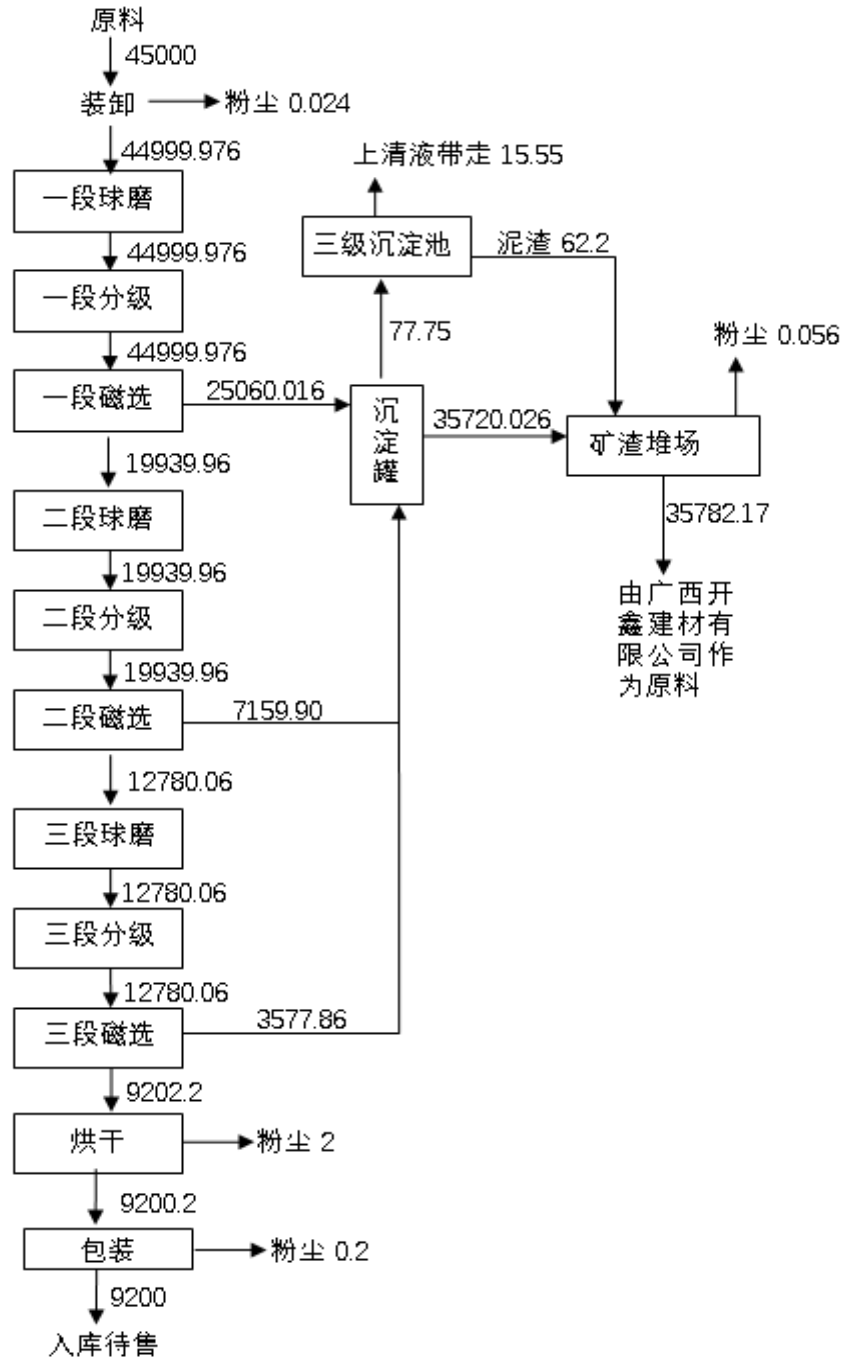 原料
45000
装卸
粉尘 0.024
44999.976
一段球磨
44999.976
一段分级
44999.976
一段磁选
25060.016
19939.96
二段球磨
19939.96
二段分级
19939.96
二段磁选
7159.90
12780.06
三段球磨
12780.06
三段分级
12780.06
三段磁选
3577.86
9202.2
烘干
粉尘 2
9200.2
包装
粉尘 0.2
9200
入库待售
上清液带走 15.55
三级沉淀池
泥渣 62.2
77.75
沉
淀
罐
35720.026
粉尘 0.056
矿渣堆场
35782.17
由广西开
鑫建材有
限公司作
为原料